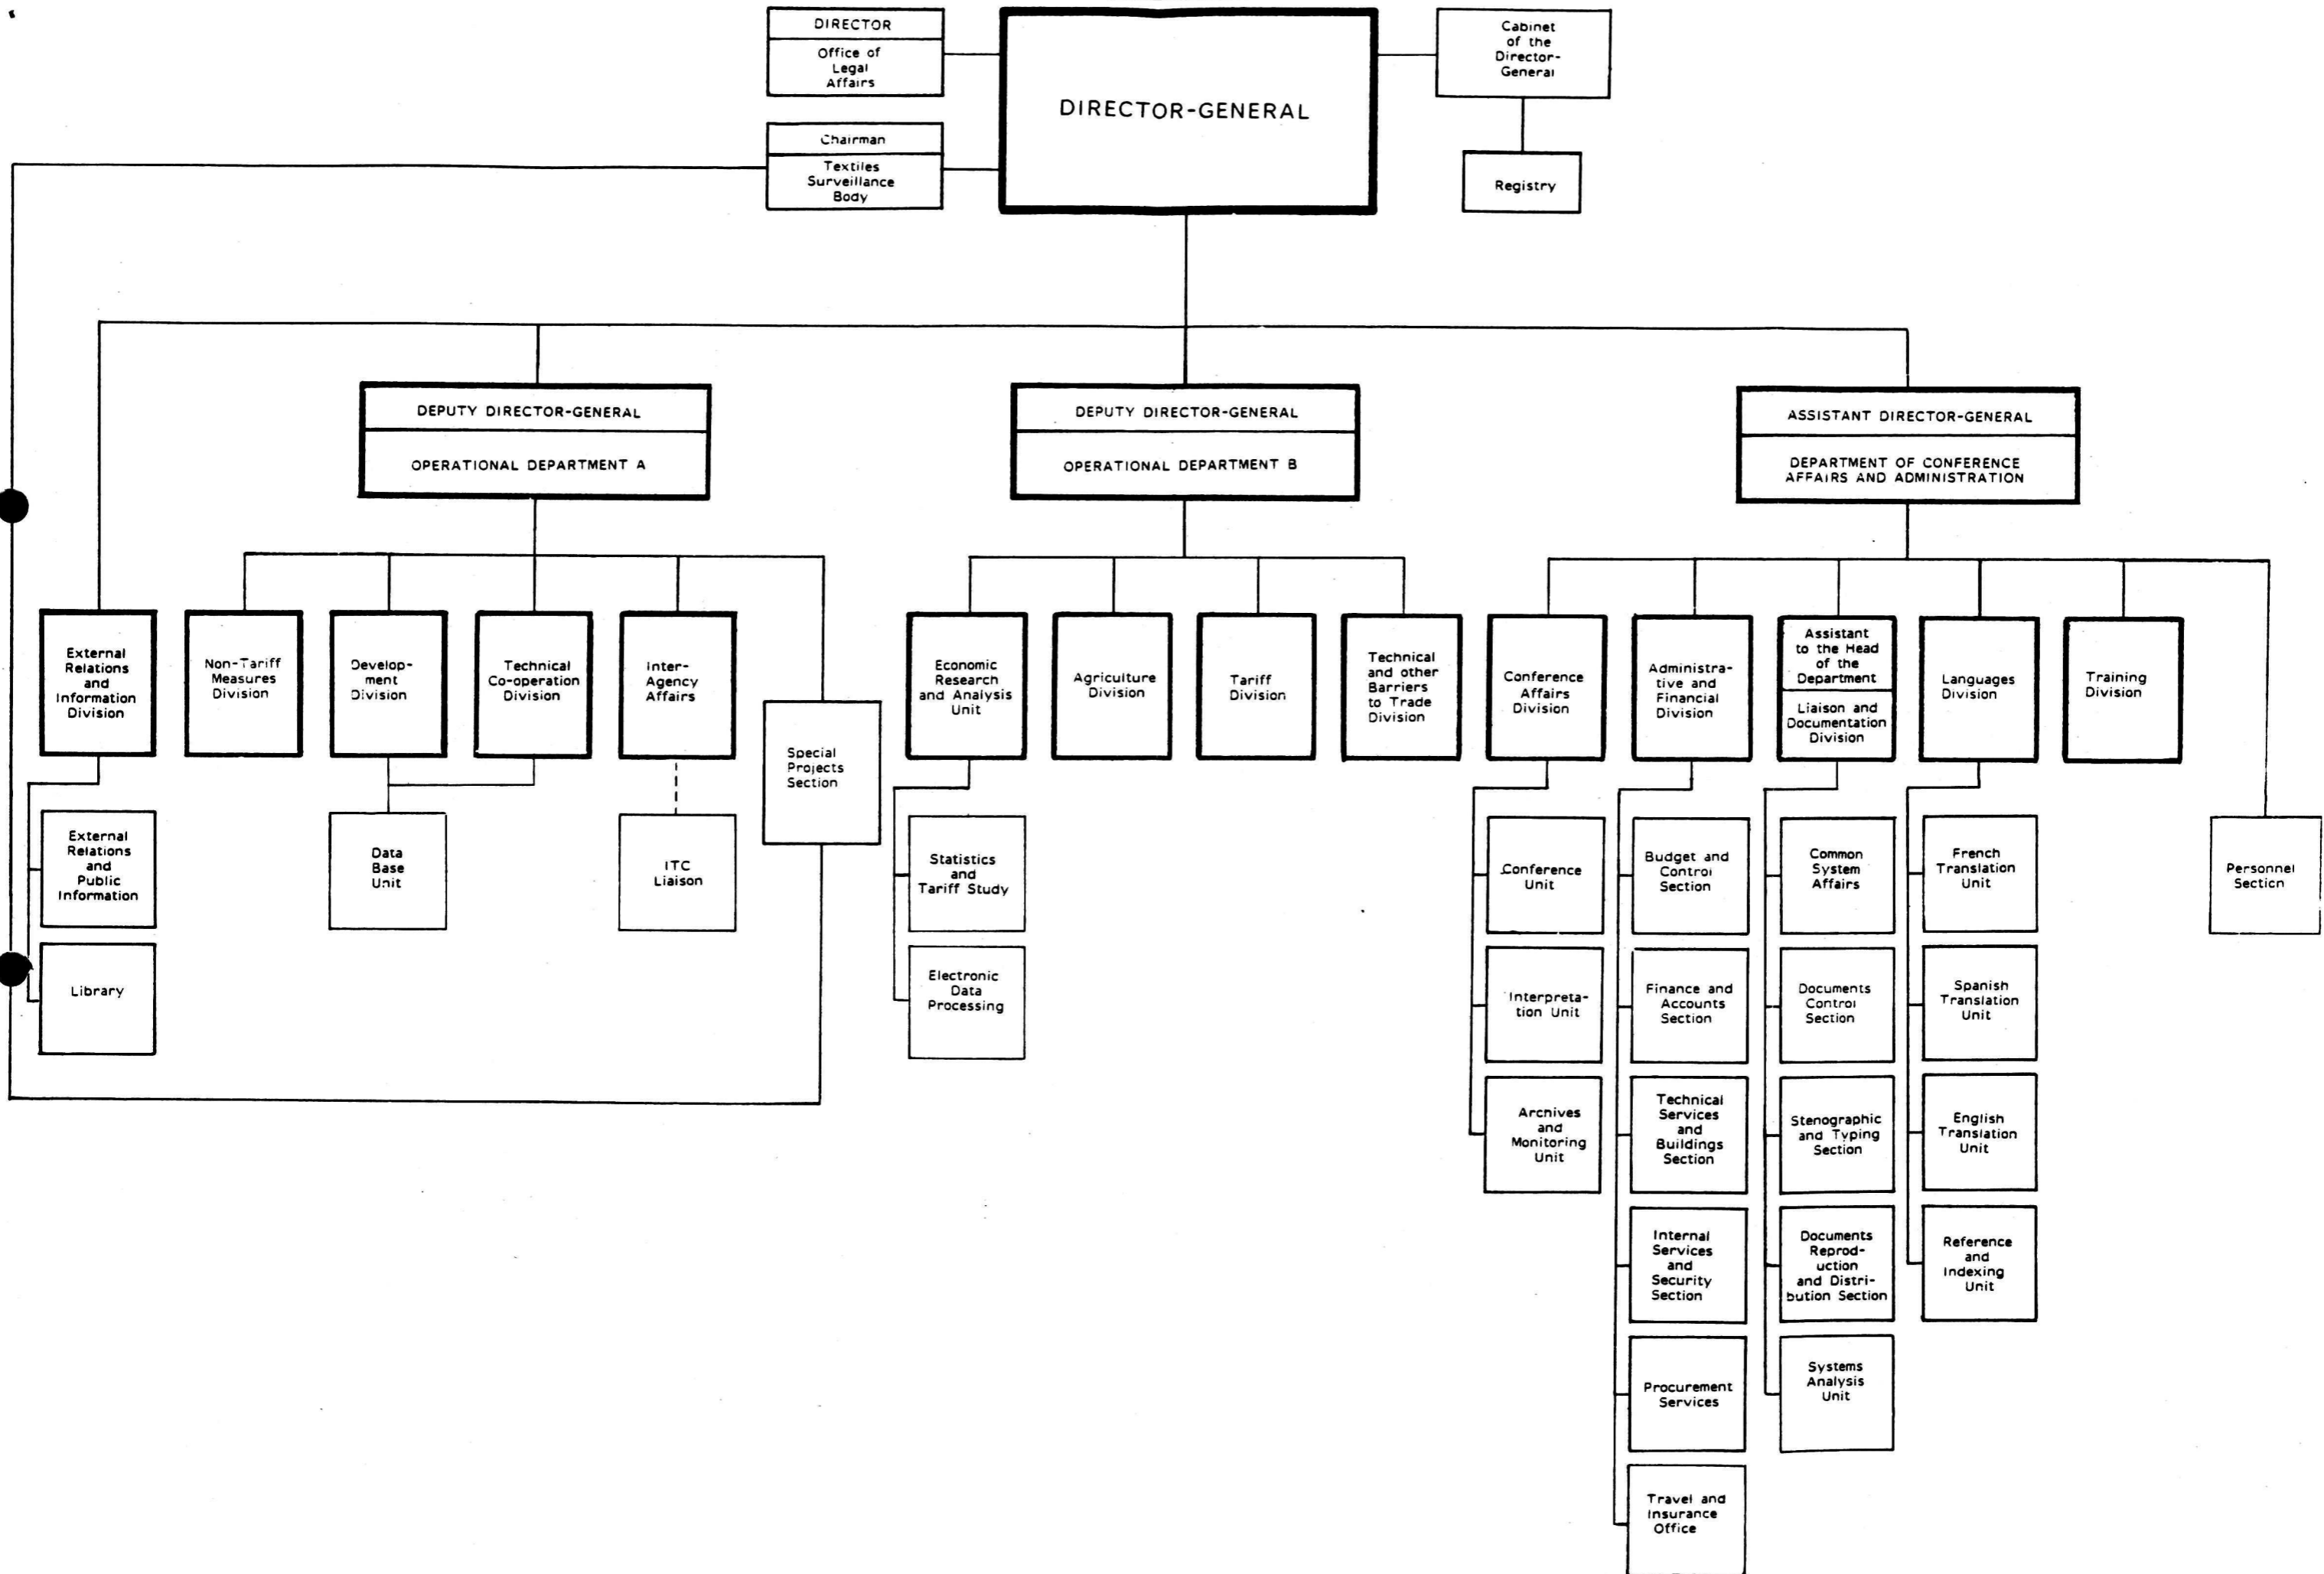 DIRECTOR
Office of
Legal
Affairs
DIRECTOR-GENERAL
Cabinet
of the
Director-
General
Chairman
Textiles
Surveillance
Body
Registry
DEPUTY DIRECTOR-GENERAL
OPERATIONAL DEPARTMENT A
DEPUTY DIRECTOR-GENERAL
OPERATIONAL DEPARTMENT B
ASSISTANT DIRECTOR-GENERAL
DEPARTMENT OF CONFERENCE
AFFAIRS AND ADMINISTRATION
External
Relations
and
Information
Division
Non-Tariff
Measures
Division
Develop-
ment
Division
Technical
Co-operation
Division
Inter-
Agency
Affairs
Special
Projects
Section
Economic
Research
and Analysis
Unit
Agriculture
Division
Tariff
Division
Technical
and other
Barriers
to Trade
Division
Conference
Affairs
Division
Administra-
tive and
Financial
Division
Assistant
to the Head
of the
Department
Liaison and
Documentation
Division
Languages
Division
Training
Division
External
Relations
and
Public
Information
Library
Data
Base
Unit
ITC
Liaison
Statistics
and
Tariff Study
Electronic
Data
Processing
Conference
Unit
Interpreta-
tion Unit
Archives
and
Monitoring
Unit
Budget and
Control
Section
Finance and
Accounts
Section
Technical
Services
and
Buildings
Section
Internal
Services
and
Security
Section
Procurement
Services
Travel and
Insurance
Office
Common
System
Affairs
Documents
Control
Section
Stenographic
and Typing
Section
Documents
Reprod-
uction
and Distri-
bution Section
Systems
Analysis
Unit
French
Translation
Unit
Spanish
Translation
Unit
English
Translation
Unit
Reference
and
Indexing
Unit
Personnel
Section